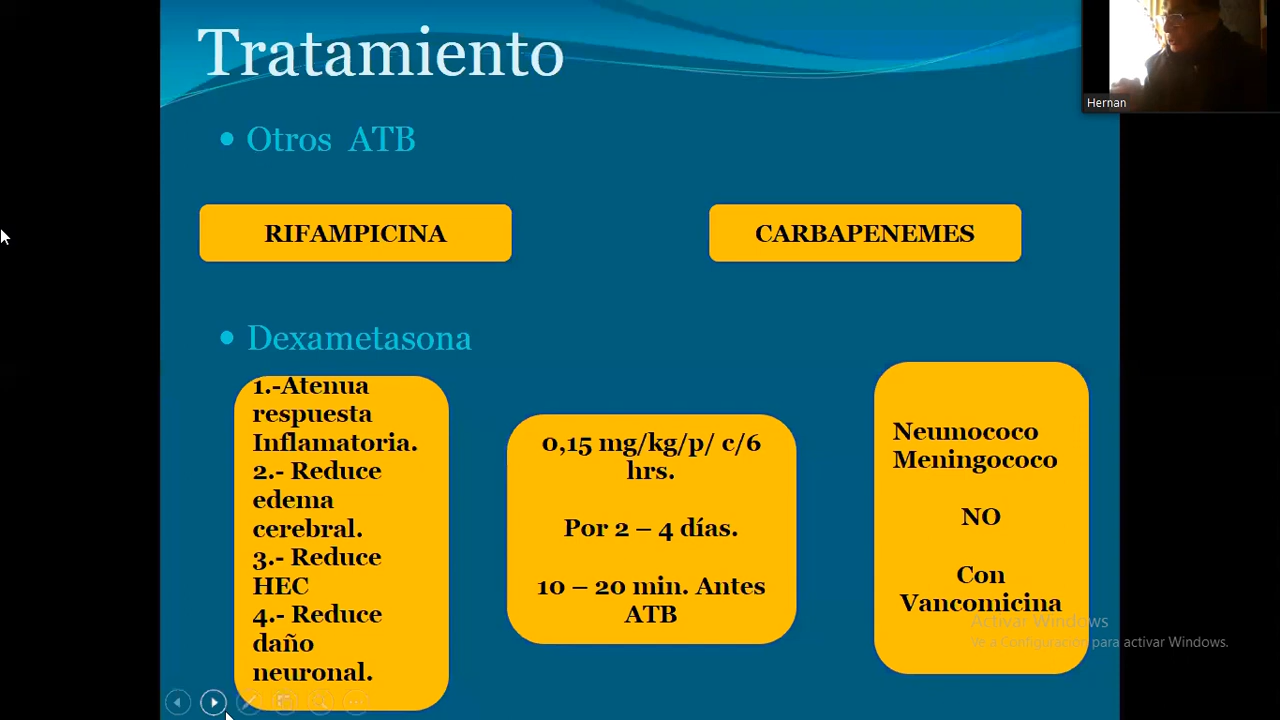 Tratamiento
Hernan
Otros ATB
RIFAMPICINA
CARBAPENEMES
Dexametasona
1.-Atenua
respuesta
Inflamatoria.
2.- Reduce
edema
cerebral.
3.- Reduce
HEC
4.- Reduce
daño
neuronal.
0,15 mg/kg/p/ c/6
hrs.
Por 2 – 4 días.
10 – 20 min. Antes
ATB
Neumococo
Meningococo
NO
Con
Vancomicina
Activar Windows
Ve a Configuración para activar Windows.